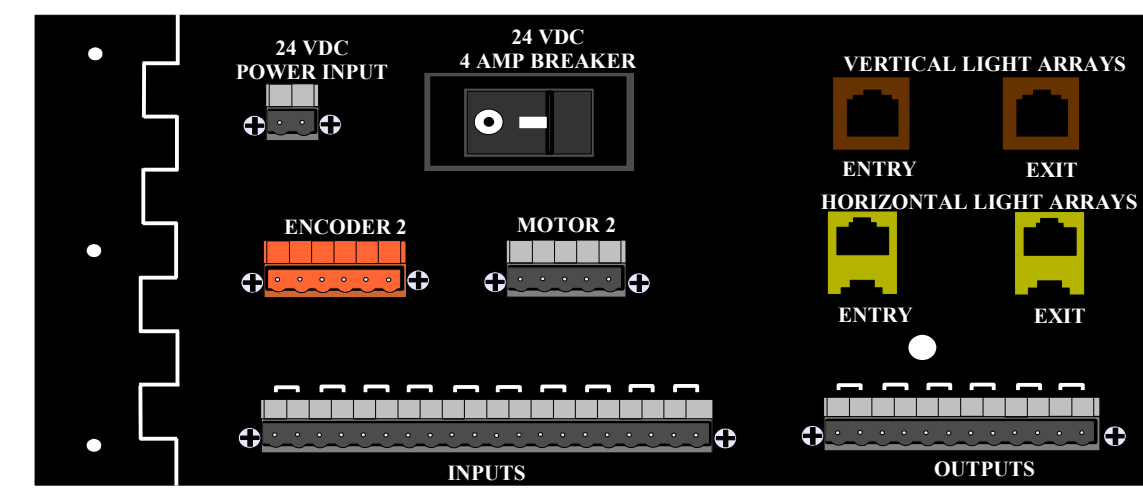 24 VDC
POWER INPUT
24 VDC
4 AMP BREAKER
VERTICAL LIGHT ARRAYS
ENTRY
EXIT
HORIZONTAL LIGHT ARRAYS
ENCODER 2
MOTOR 2
ENTRY
EXIT
INPUTS
OUTPUTS